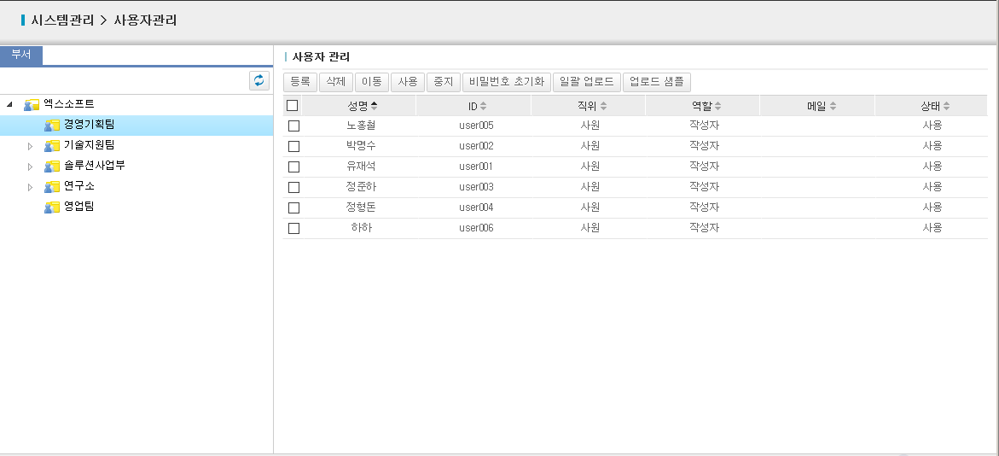 시스템관리 > 사용자관리
부서
엑스소프트
경영기획팀
기술지원팀
솔루션사업부
연구소
영업팀
사용자 관리
등록 삭제 이동 사용 중지 비밀번호 초기화 일괄 업로드 업로드 샘플
성명 ID 직위 역할 메일 상태
노홍철 user005 사원 작성자 사용
박명수 user002 사원 작성자 사용
유재석 user001 사원 작성자 사용
정준하 user003 사원 작성자 사용
정형돈 user004 사원 작성자 사용
하하 user006 사원 작성자 사용